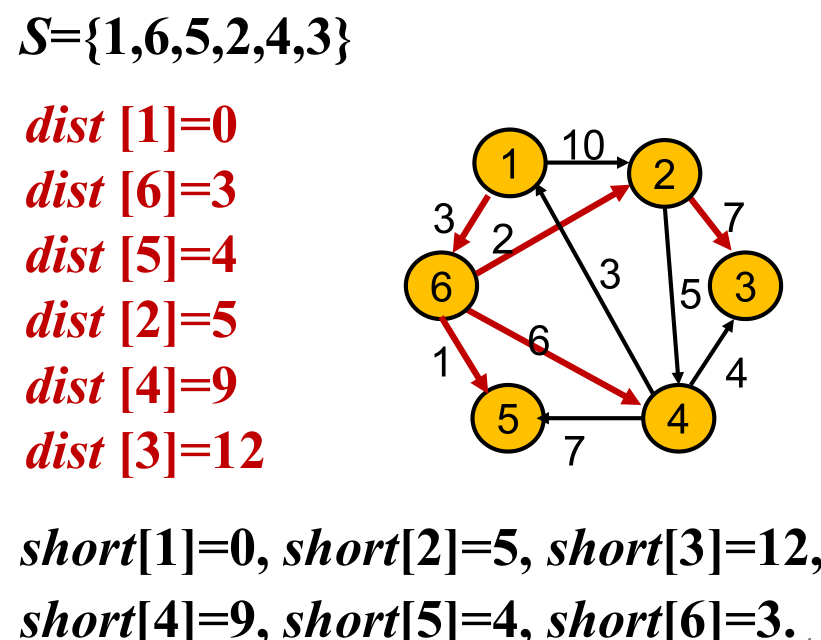 S={1,6,5,2,4,3}
dist [1]=0
dist [6]=3
dist [5]=4
dist [2]=5
dist [4]=9
dist [3]=12
1
10
2
3
2
7
6
3
5
3
6
1
4
5
4
7
short[1]=0, short[2]=5, short[3]=12,
short[4]=9, short[5]=4, short[6]=3.